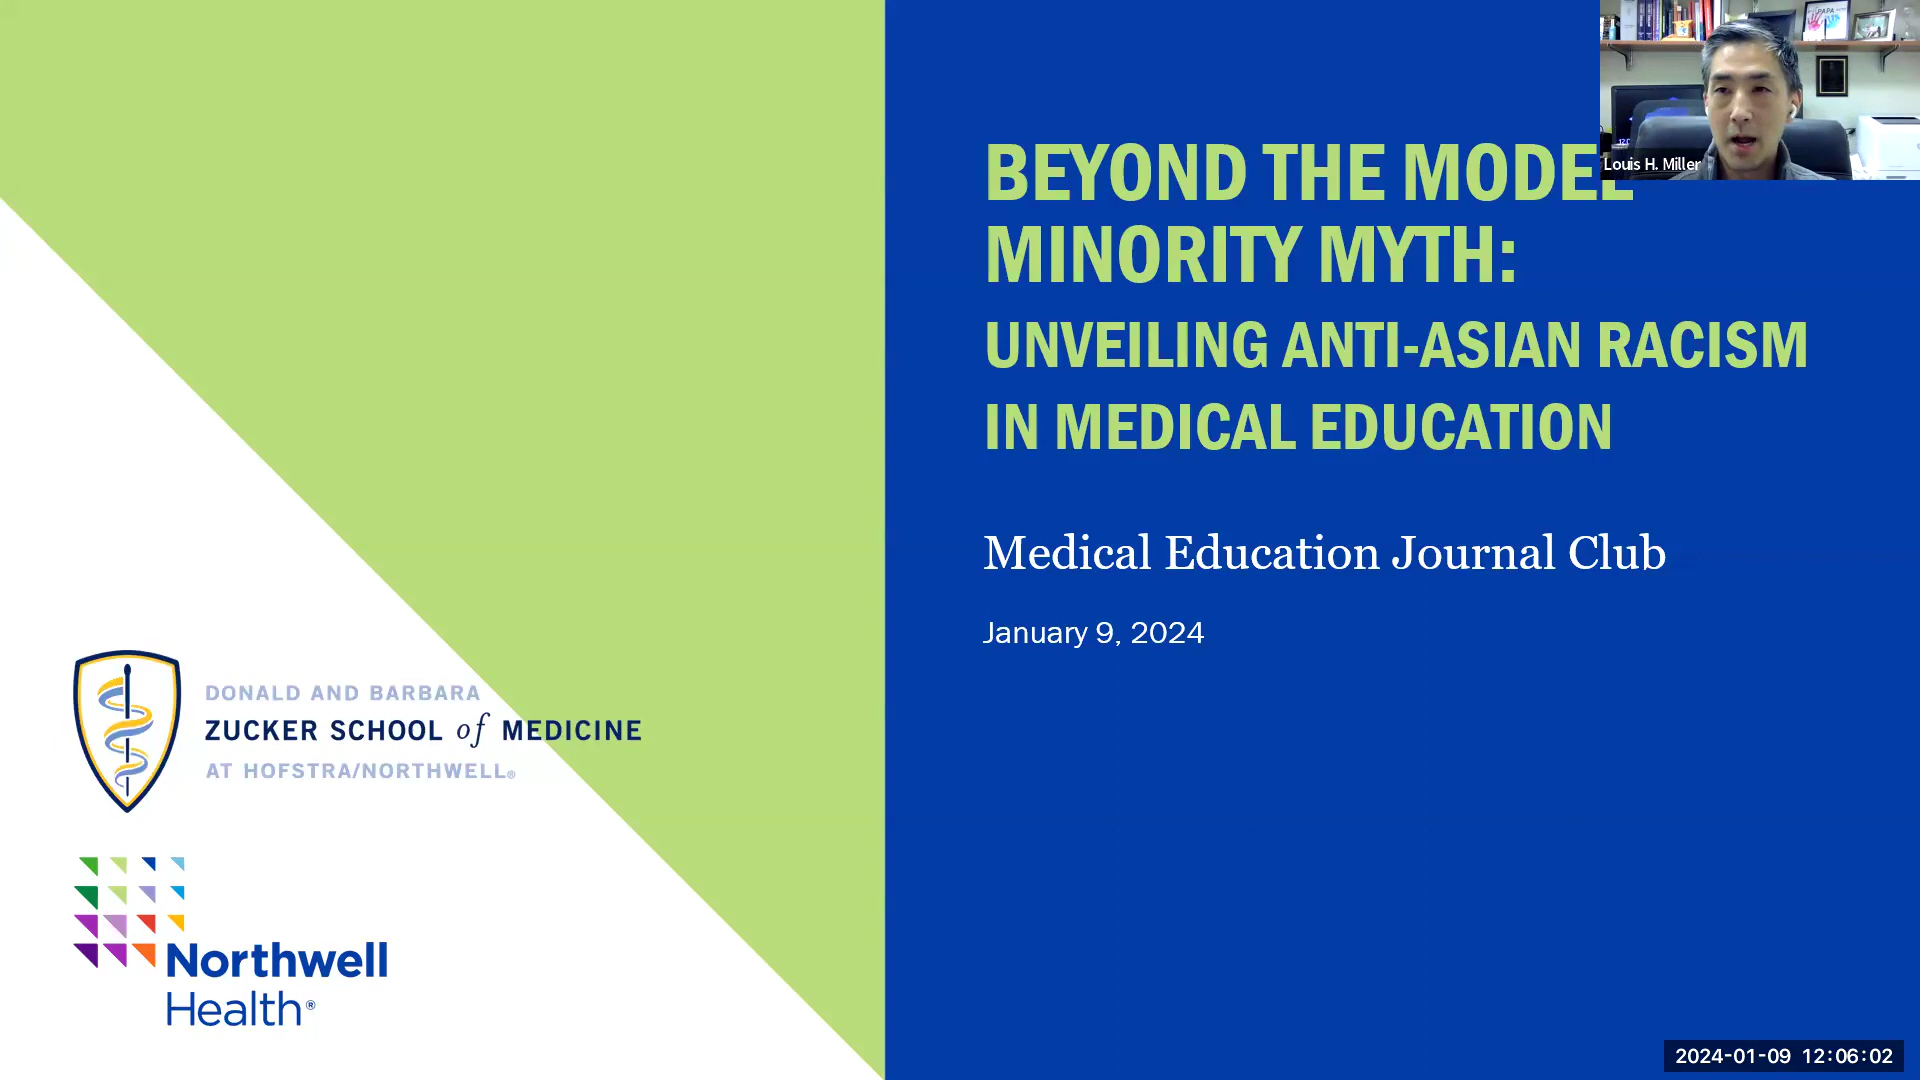 BEYOND THE MODEL
MINORITY MYTH:
UNVEILING ANTI-ASIAN RACISM
IN MEDICAL EDUCATION
Medical Education Journal Club
January 9, 2024
Louis H. Miller
PAPA
DONALD AND BARBARA
ZUCKER SCHOOL of MEDICINE
AT HOFSTRA/NORTHWELL®
Northwell
Health®
2024-01-09 12:06:02